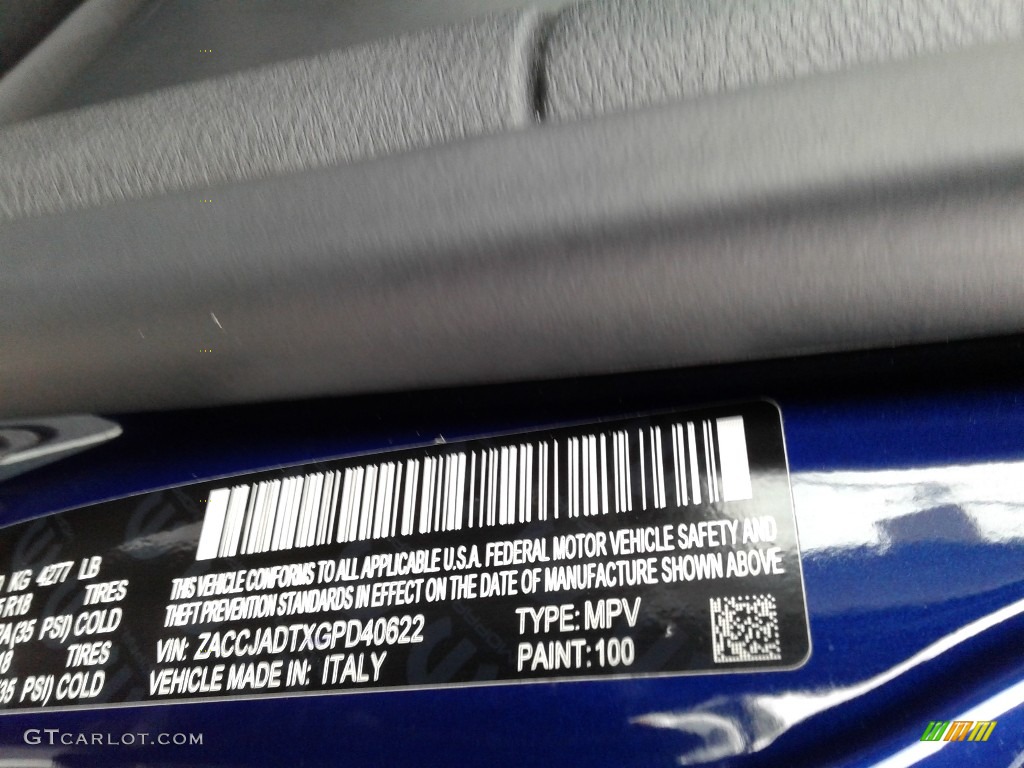 KG 4277 LB
R18 TIRES
(35 PSI) COLD
TIRES
(35 PSI) COLD
THIS VEHICLE CONFORMS TO ALL APPLICABLE U.S.A. FEDERAL MOTOR VEHICLE SAFETY AND
THEFT PREVENTION STANDARDS IN EFFECT ON THE DATE OF MANUFACTURE SHOWN ABOVE
VIN: ZACCJADTXGPD40622 TYPE: MPV
VEHICLE MADE IN: ITALY PAINT: 100
GTCARLOT.COM